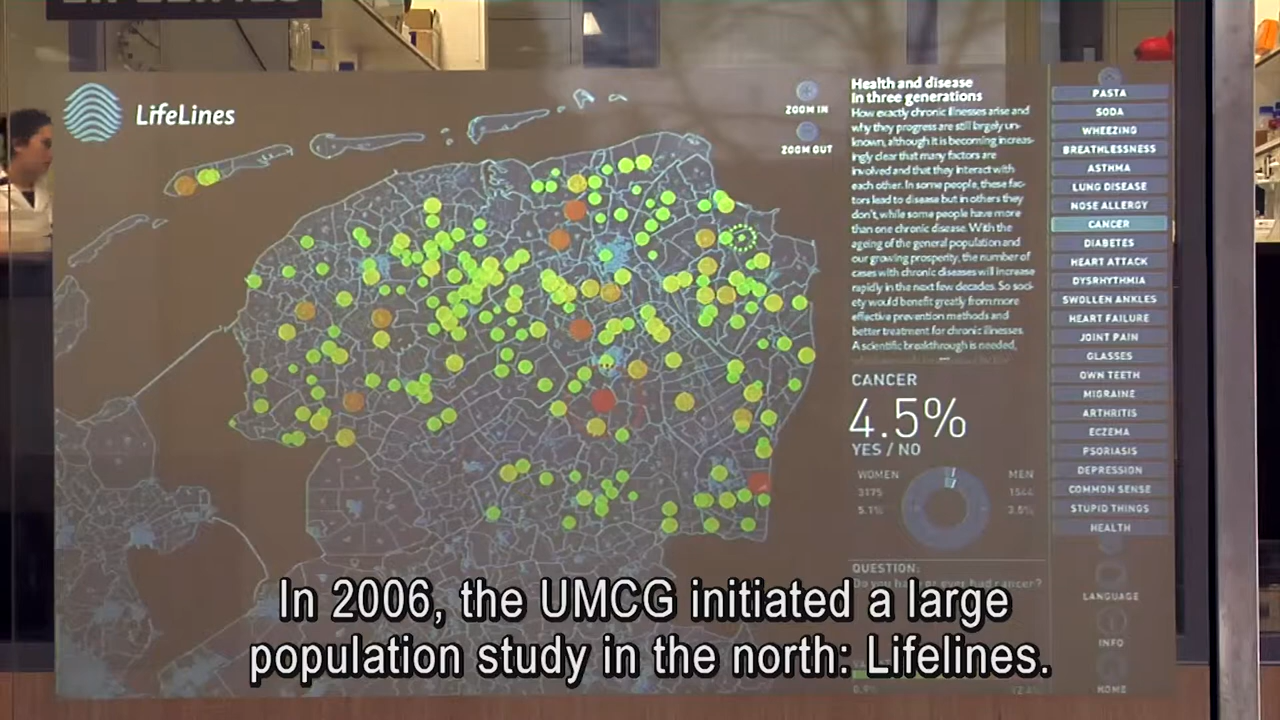 LifeLines
ZOOM IN
ZOOM OUT
Health and disease
in three generations
How exactly chronic illnesses arise and
why they progress are still largely un-
known, although it is becoming increas-
ingly clear that many factors are
involved and that they interact with
each other. In some people, these fac-
tors lead to disease but in others they
don't, while some people have more
than one chronic disease. With the
ageing of the general population and
our growing prosperity, the number of
cases with chronic diseases will increase
rapidly in the next few decades. So soci-
ety would benefit greatly from more
effective prevention methods and
better treatment for chronic illnesses.
A scientific breakthrough is needed,
CANCER
4.5%
YES / NO
WOMEN
3175
5.1%
MEN
QUESTION:
Do you have or ever had cancer?
PASTA
SODA
WHEEZING
BREATHLESSNESS
ASTHMA
LUNG DISEASE
NOSE ALLERGY
CANCER
DIABETES
HEART ATTACK
DYSRHYTHMIA
SWOLLEN ANKLES
HEART FAILURE
JOINT PAIN
GLASSES
OWN TEETH
MIGRAINE
ARTHRITIS
ECZEMA
PSORIASIS
DEPRESSION
COMMON SENSE
STUPID THINGS
HEALTH
LANGUAGE
INFO
HOME
In 2006, the UMCG initiated a large
population study in the north: Lifelines.